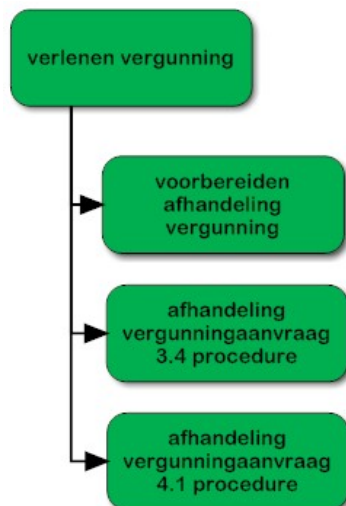 verlenen vergunning
voorbereiden
afhandeling
vergunning
afhandeling
vergunningaanvraag
3.4 procedure
afhandeling
vergunningaanvraag
4.1 procedure